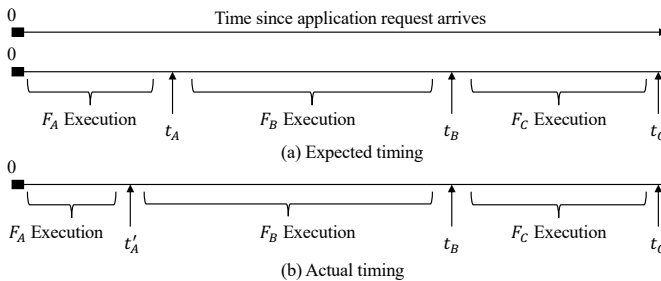 0
Time since application request arrives
0
F_A Execution
t_A
F_B Execution
t_B
F_C Execution
t_C
(a) Expected timing
0
F_A Execution
t'_A
F_B Execution
t_B
F_C Execution
t_C
(b) Actual timing